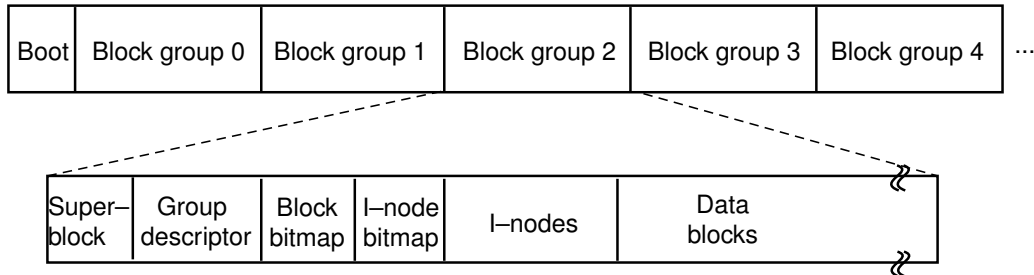 Boot Block group 0 Block group 1 Block group 2 Block group 3 Block group 4 ...
Super– Group Block I–node I–nodes Data
block descriptor bitmap bitmap blocks